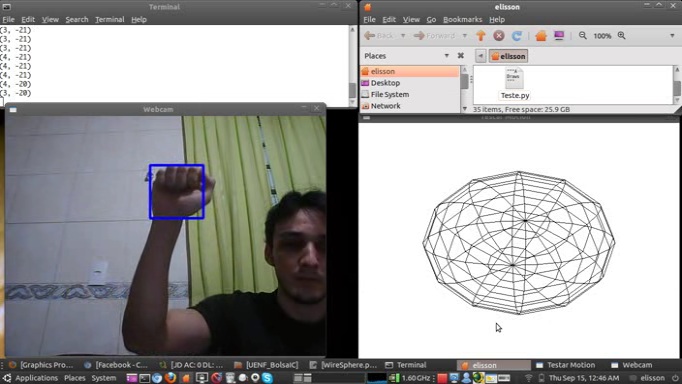 Terminal
File Edit View Search Terminal Help
(3, -21)
(3, -21)
(3, -21)
(4, -21)
(4, -21)
(4, -21)
(4, -20)
(3, -20)
Webcam
elisson
File Edit View Go Bookmarks Help
Back Forward 100%
Places elisson
elisson
Desktop
File System
Network
Teste.py
35 items, Free space: 25.9 GB
[Graphics Pro... [Facebook - C... [JD AC: 0 DL: ... [UENF_BolsaIC] [WireSphere.p... Terminal elisson Testar Motion Webcam
Applications Places System 1.60GHz Thu Sep 15, 12:46 AM elisson